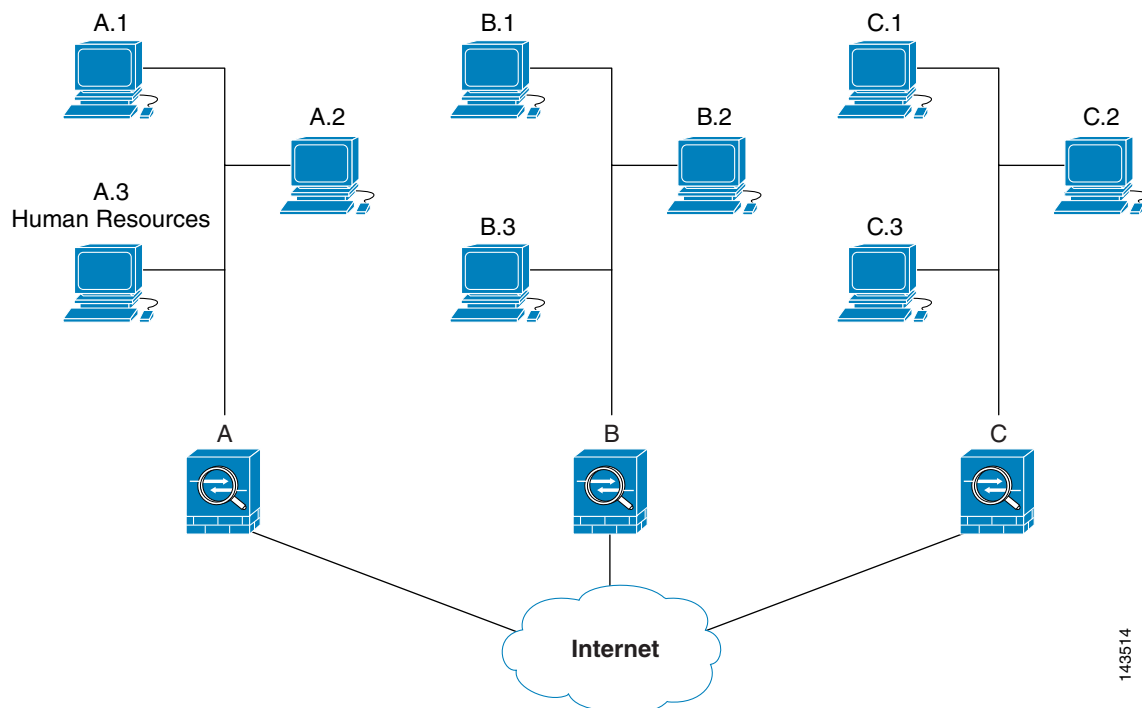 A.1
B.1
C.1
A.2
B.2
C.2
A.3
Human Resources
B.3
C.3
A
B
C
Internet
143514